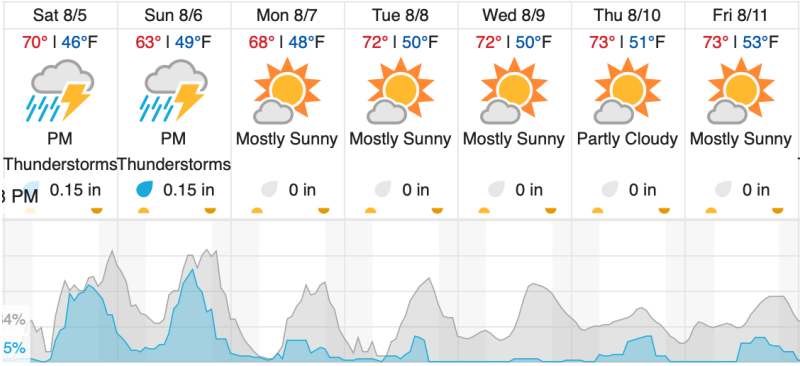 Sat 8/5 Sun 8/6 Mon 8/7 Tue 8/8 Wed 8/9 Thu 8/10 Fri 8/11
70° | 46°F 63° | 49°F 68° | 48°F 72° | 50°F 72° | 50°F 73° | 51°F 73° | 53°F
PM PM Mostly Sunny Mostly Sunny Mostly Sunny Partly Cloudy Mostly Sunny
Thunderstorms Thunderstorms
PM 0.15 in 0.15 in 0 in 0 in 0 in 0 in 0 in
4%
5%